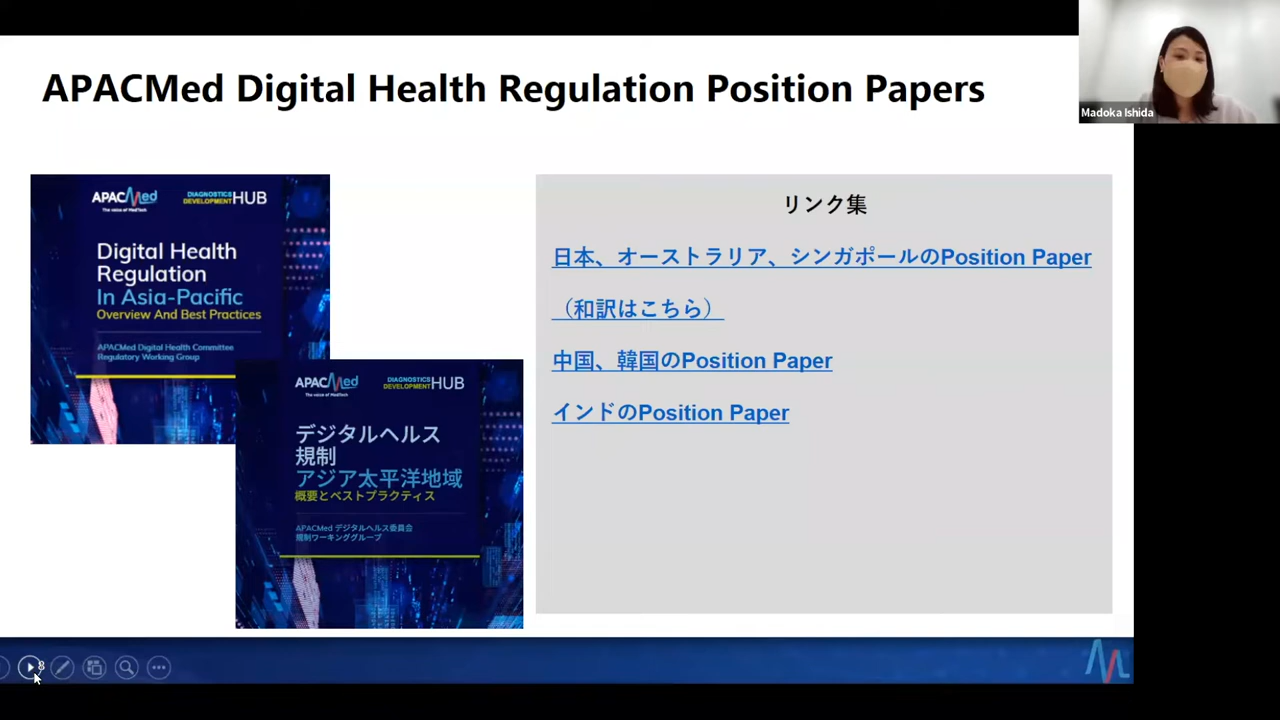 APACMed Digital Health Regulation Position Papers
Madoka Ishida
APACMed
The voice of MedTech
DIAGNOSTICS
DEVELOPMENT HUB
Digital Health
Regulation
In Asia-Pacific
Overview And Best Practices
APACMed Digital Health Committee
Regulatory Working Group
APACMed
The voice of MedTech
DIAGNOSTICS
DEVELOPMENT HUB
デジタルヘルス
規制
アジア太平洋地域
概要とベストプラクティス
APACMed デジタルヘルス委員会
規制ワーキンググループ
リンク集
日本、オーストラリア、シンガポールのPosition Paper
（和訳はこちら）
中国、韓国のPosition Paper
インドのPosition Paper
8